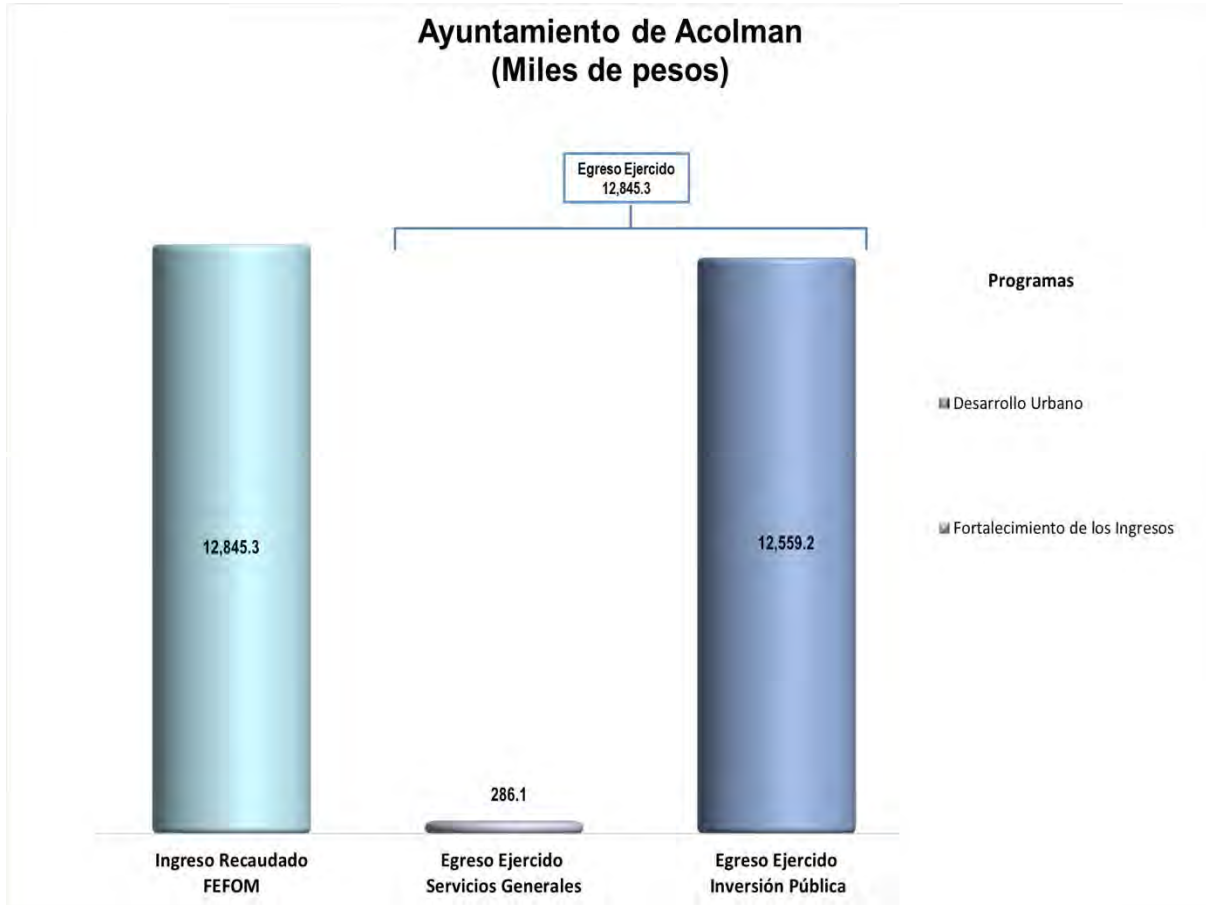 Ayuntamiento de Acolman
(Miles de pesos)
Egreso Ejercido
12,845.3
Programas
Desarrollo Urbano
Fortalecimiento de los Ingresos
12,845.3
286.1
12,559.2
Ingreso Recaudado
FEFOM
Egreso Ejercido
Servicios Generales
Egreso Ejercido
Inversión Pública